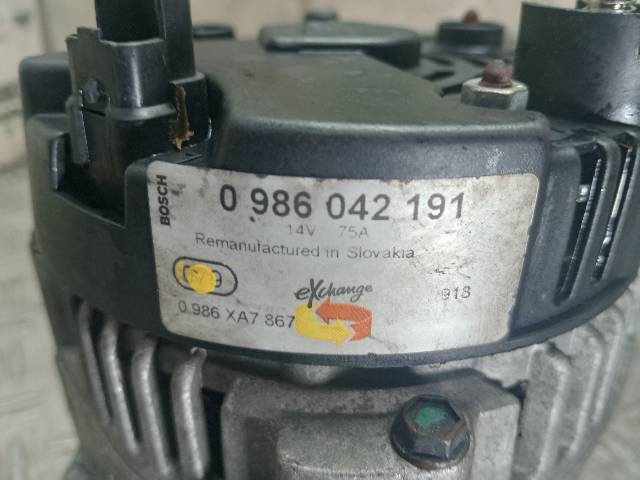 BOSCH
0 986 042 191
14V 75A
Remanufactured in Slovakia
eXchange
918
0.986 XA7 867